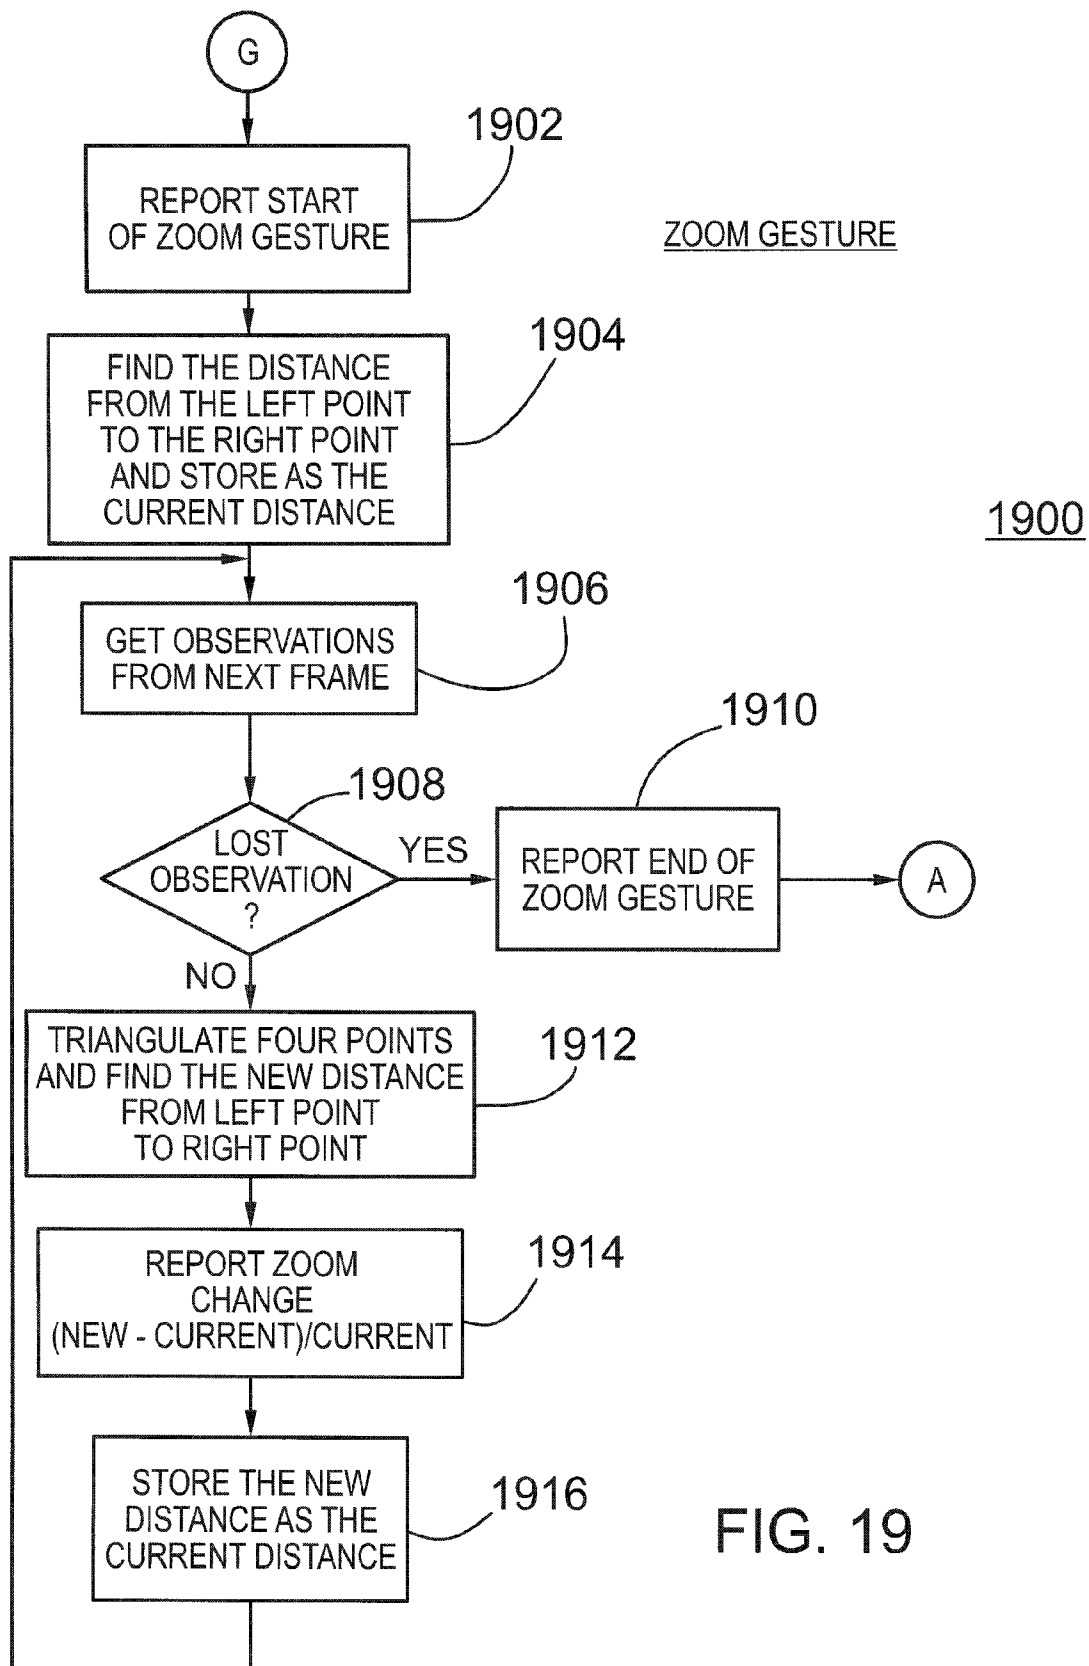 G
1902
REPORT START
OF ZOOM GESTURE
ZOOM GESTURE
1904
FIND THE DISTANCE
FROM THE LEFT POINT
TO THE RIGHT POINT
AND STORE AS THE
CURRENT DISTANCE
1900
1906
GET OBSERVATIONS
FROM NEXT FRAME
1910
1908
LOST
OBSERVATION
?
YES
REPORT END OF
ZOOM GESTURE
A
NO
1912
TRIANGULATE FOUR POINTS
AND FIND THE NEW DISTANCE
FROM LEFT POINT
TO RIGHT POINT
1914
REPORT ZOOM
CHANGE
(NEW - CURRENT)/CURRENT
1916
STORE THE NEW
DISTANCE AS THE
CURRENT DISTANCE
FIG. 19